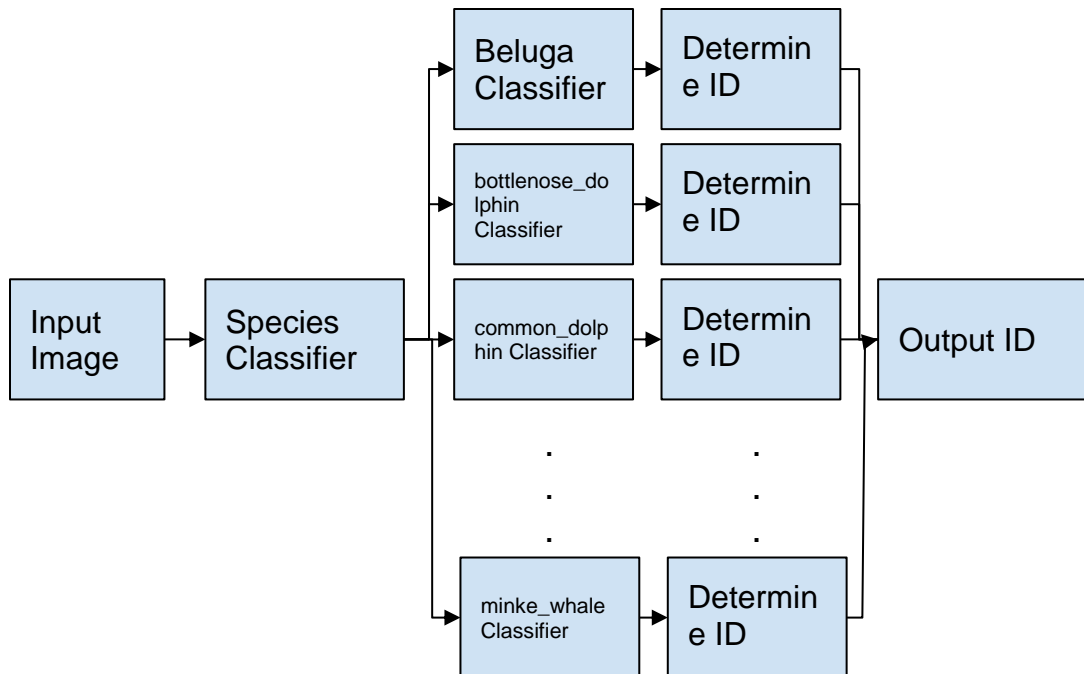 Beluga
Classifier
Determin
e ID
bottlenose_do
lphin
Classifier
Determin
e ID
Input
Image
Species
Classifier
common_dolp
hin Classifier
Determin
e ID
Output ID
.
.
.
.
.
.
minke_whale
Classifier
Determin
e ID